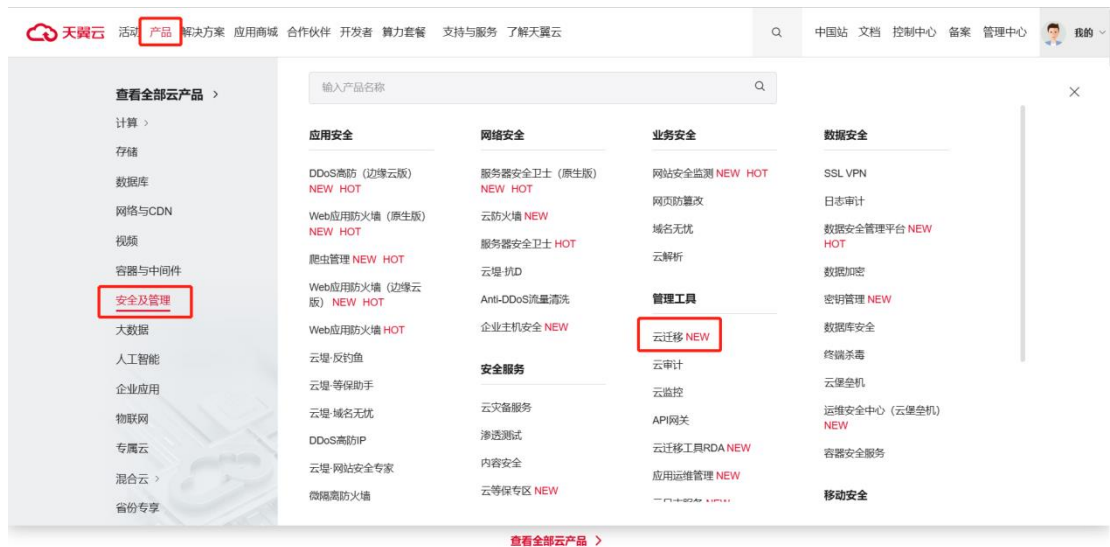 天翼云 活动 产品 解决方案 应用商城 合作伙伴 开发者 算力套餐 支持与服务 了解天翼云 中国站 文档 控制中心 备案 管理中心 我的
输入产品名称
查看全部云产品 >
计算 >
存储
数据库
网络与CDN
视频
容器与中间件
安全及管理
大数据
人工智能
企业应用
物联网
专属云
混合云 >
省份专享
应用安全
DDoS高防（边缘云版）
NEW HOT
Web应用防火墙（原生版）
NEW HOT
爬虫管理 NEW HOT
Web应用防火墙（边缘云
版） NEW HOT
Web应用防火墙 HOT
云堤·反钓鱼
云堤·等保助手
云堤·域名无忧
DDoS高防IP
云堤·网站安全专家
微隔离防火墙
网络安全
服务器安全卫士（原生版）
NEW HOT
云防火墙 NEW
服务器安全卫士 HOT
云堤·抗D
Anti-DDoS流量清洗
企业主机安全 NEW
安全服务
云灾备服务
渗透测试
内容安全
云等保专区 NEW
业务安全
网站安全监测 NEW HOT
网页防篡改
域名无忧
云解析
管理工具
云迁移 NEW
云审计
云监控
API网关
云迁移工具RDA NEW
应用运维管理 NEW
数据安全
SSL VPN
日志审计
数据安全管理平台 NEW
HOT
数据加密
密钥管理 NEW
数据库安全
终端杀毒
云堡垒机
运维安全中心（云堡垒机）
NEW
容器安全服务
移动安全
查看全部云产品 >